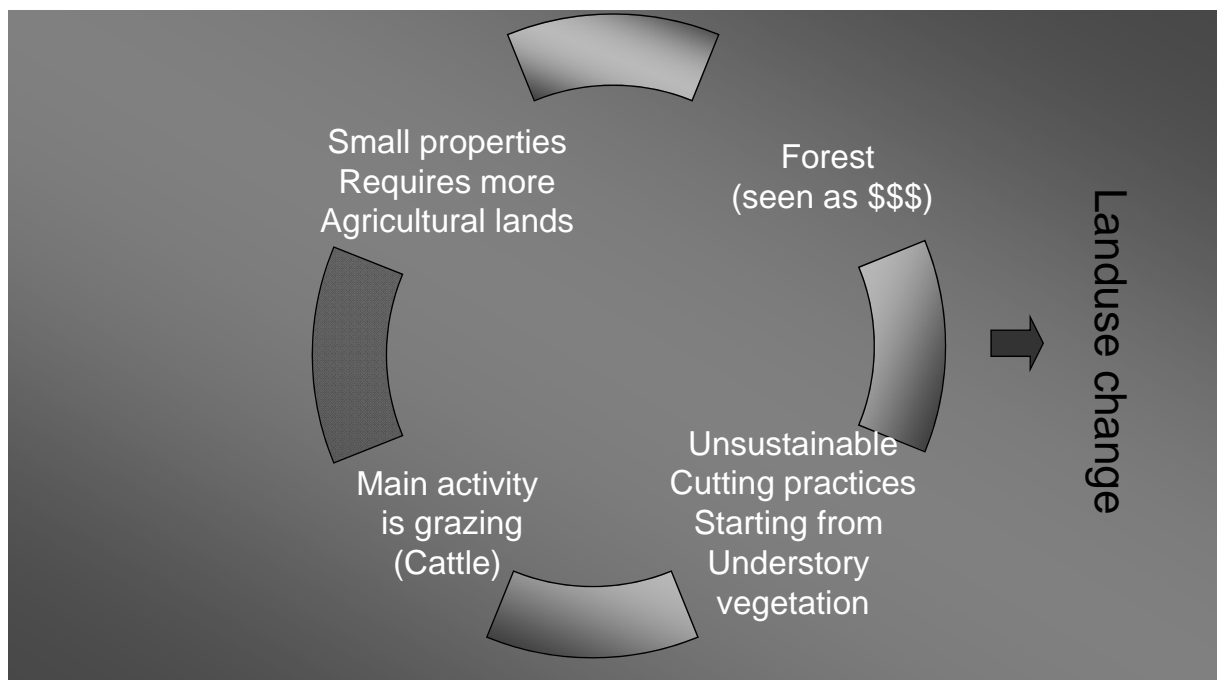 Small properties
Requires more
Agricultural lands
Forest
(seen as $$$)
Unsustainable
Cutting practices
Starting from
Understory
vegetation
Main activity
is grazing
(Cattle)
Landuse change